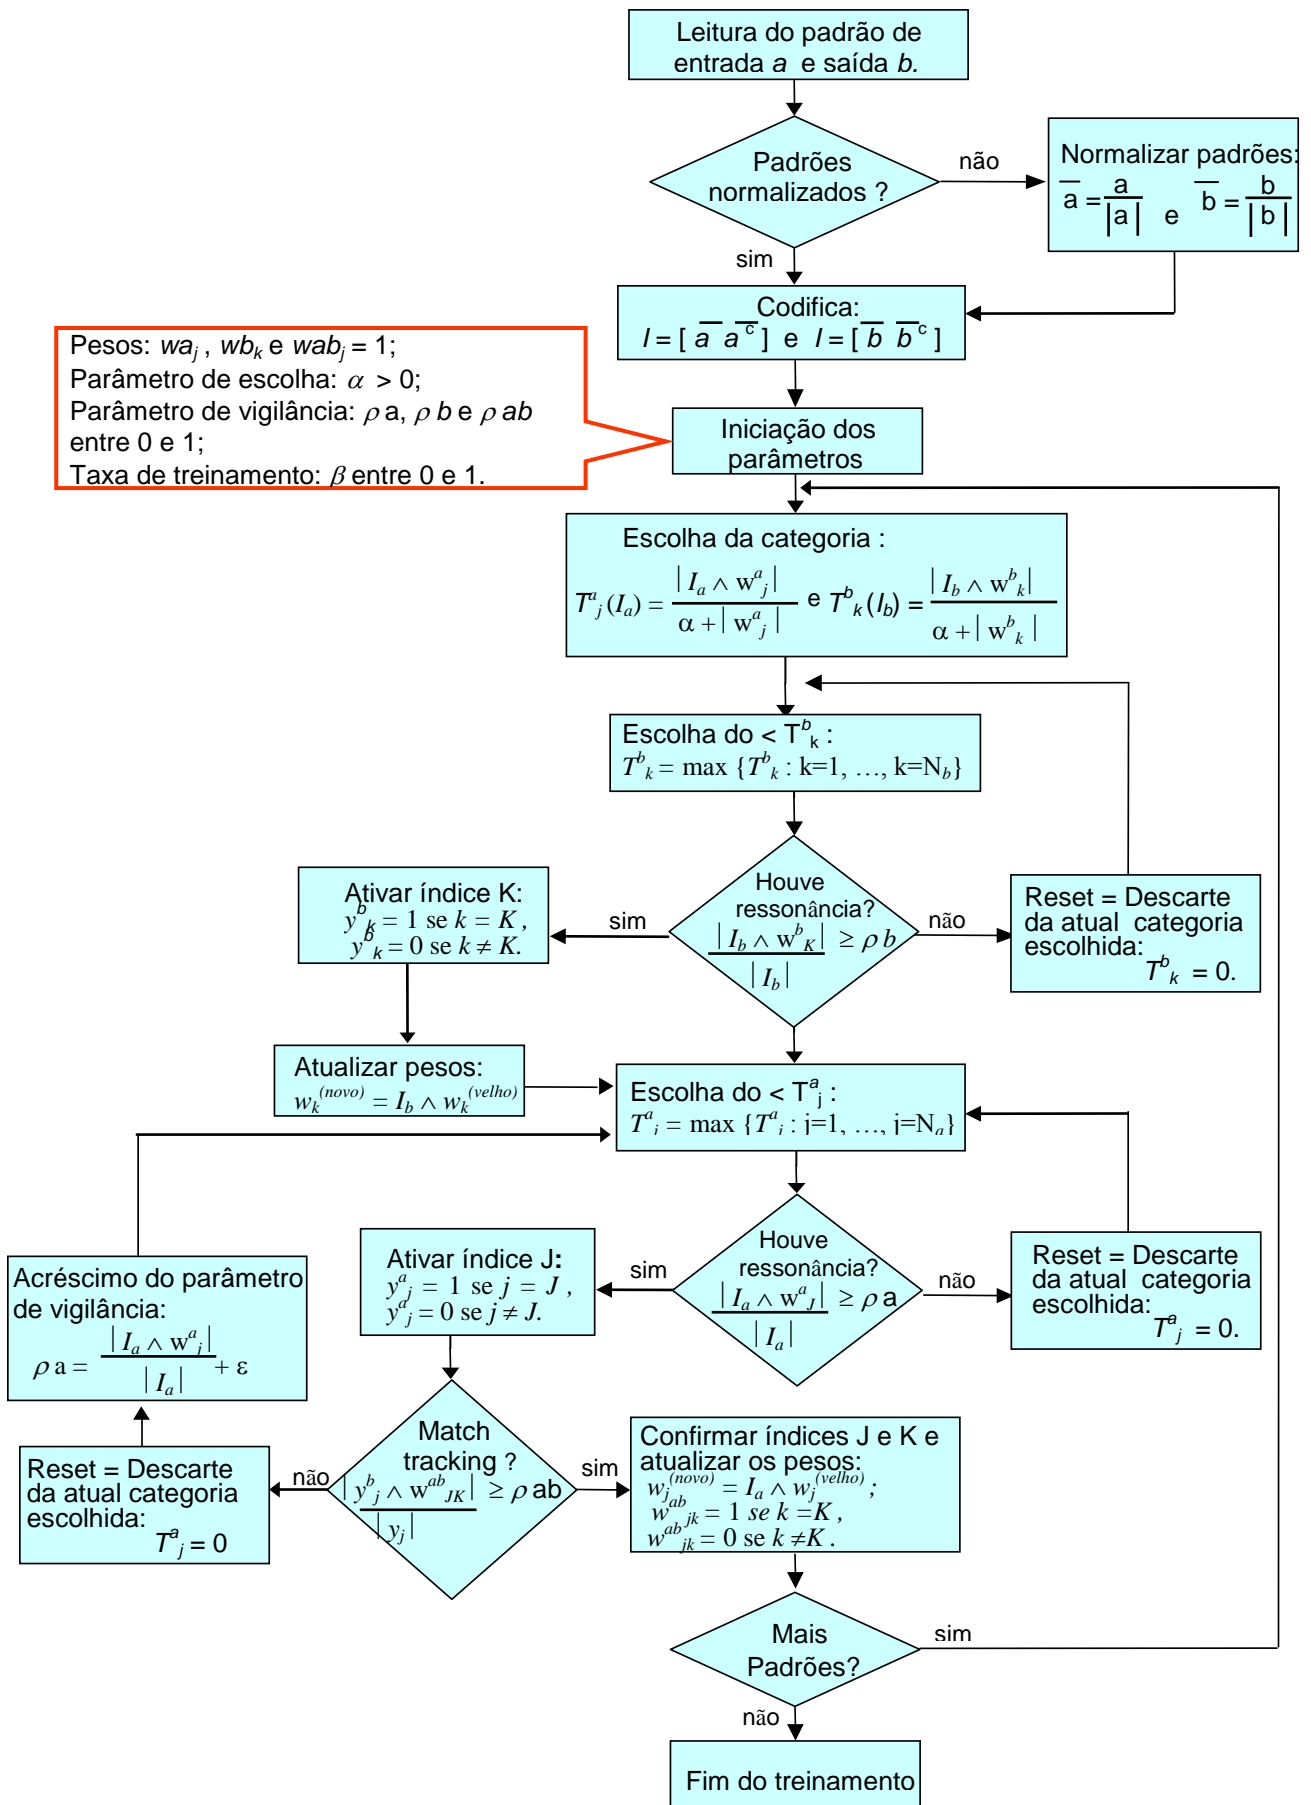 Leitura do padrão de
entrada a e saída b.
Padrões
normalizados ?
não
Normalizar padrões:
a̅ = a / |a| e b̅ = b / |b|
sim
Codifica:
I = [ a̅ a̅ᶜ ] e I = [ b̅ b̅ᶜ ]
Pesos: wa_j , wb_k e wab_j = 1;
Parâmetro de escolha: α > 0;
Parâmetro de vigilância: ρ a, ρ b e ρ ab
entre 0 e 1;
Taxa de treinamento: β entre 0 e 1.
Iniciação dos
parâmetros
Escolha da categoria :
T^a_j (I_a) = | I_a ∧ w^a_j | / α + | w^a_j | e T^b_k (I_b) = | I_b ∧ w^b_k | / α + | w^b_k |
Escolha do < T^b_k :
T^b_k = max {T^b_k : k=1, …, k=N_b}
Houve
ressonância?
| I_b ∧ w^b_K | / | I_b | ≥ ρ b
sim
não
Ativar índice K:
y^b_k = 1 se k = K ,
y^b_k = 0 se k ≠ K.
Reset = Descarte
da atual categoria
escolhida:
T^b_k = 0.
Atualizar pesos:
w_k^(novo) = I_b ∧ w_k^(velho)
Escolha do < T^a_j :
T^a_j = max {T^a_j : j=1, …, j=N_a}
Houve
ressonância?
| I_a ∧ w^a_J | / | I_a | ≥ ρ a
sim
não
Ativar índice J:
y^a_j = 1 se j = J ,
y^a_j = 0 se j ≠ J.
Reset = Descarte
da atual categoria
escolhida:
T^a_j = 0.
Acréscimo do parâmetro
de vigilância:
ρ a = | I_a ∧ w^a_j | / | I_a | + ε
Match
tracking ?
| y^b_j ∧ w^ab_JK | / | y_j | ≥ ρ ab
não
sim
Reset = Descarte
da atual categoria
escolhida:
T^a_j = 0
Confirmar índices J e K e
atualizar os pesos:
w_j^(novo) = I_a ∧ w_j^(velho) ;
w^ab_jk = 1 se k =K ,
w^ab_jk = 0 se k ≠K .
Mais
Padrões?
sim
não
Fim do treinamento